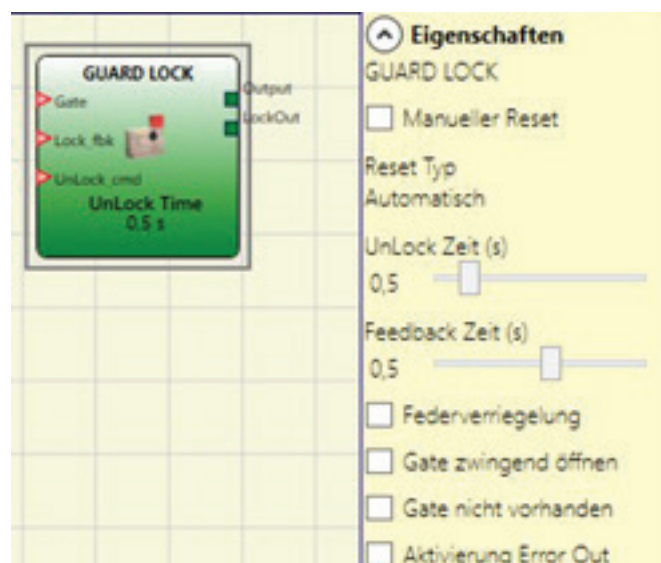 GUARD LOCK
Gate
Lock_fbk
UnLock_cmd
Output
LockOut
UnLock Time
0,5 s
Eigenschaften
GUARD LOCK
Manueller Reset
Reset Typ
Automatisch
UnLock Zeit (s)
0,5
Feedback Zeit (s)
0,5
Federverriegelung
Gate zwingend öffnen
Gate nicht vorhanden
Aktivierung Error Out